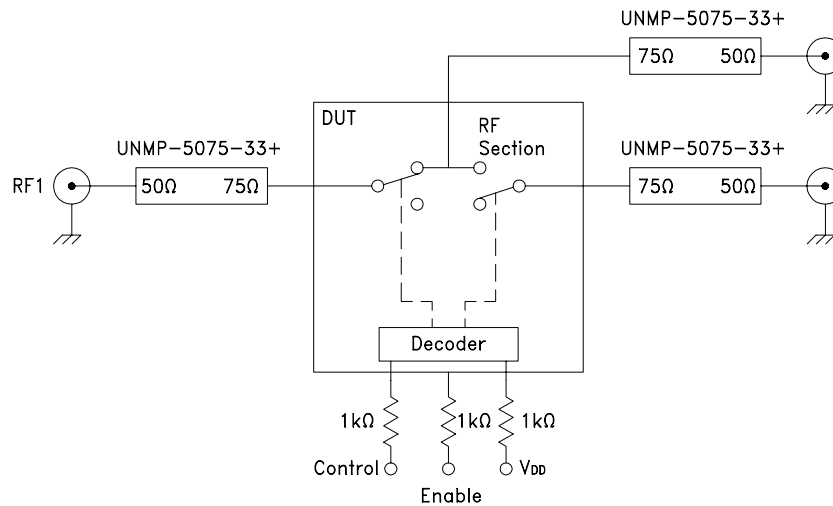 UNMP-5075-33+
75Ω 50Ω
DUT
RF
Section
UNMP-5075-33+
50Ω 75Ω
RF1
UNMP-5075-33+
75Ω 50Ω
Decoder
1kΩ 1kΩ 1kΩ
Control
VDD
Enable